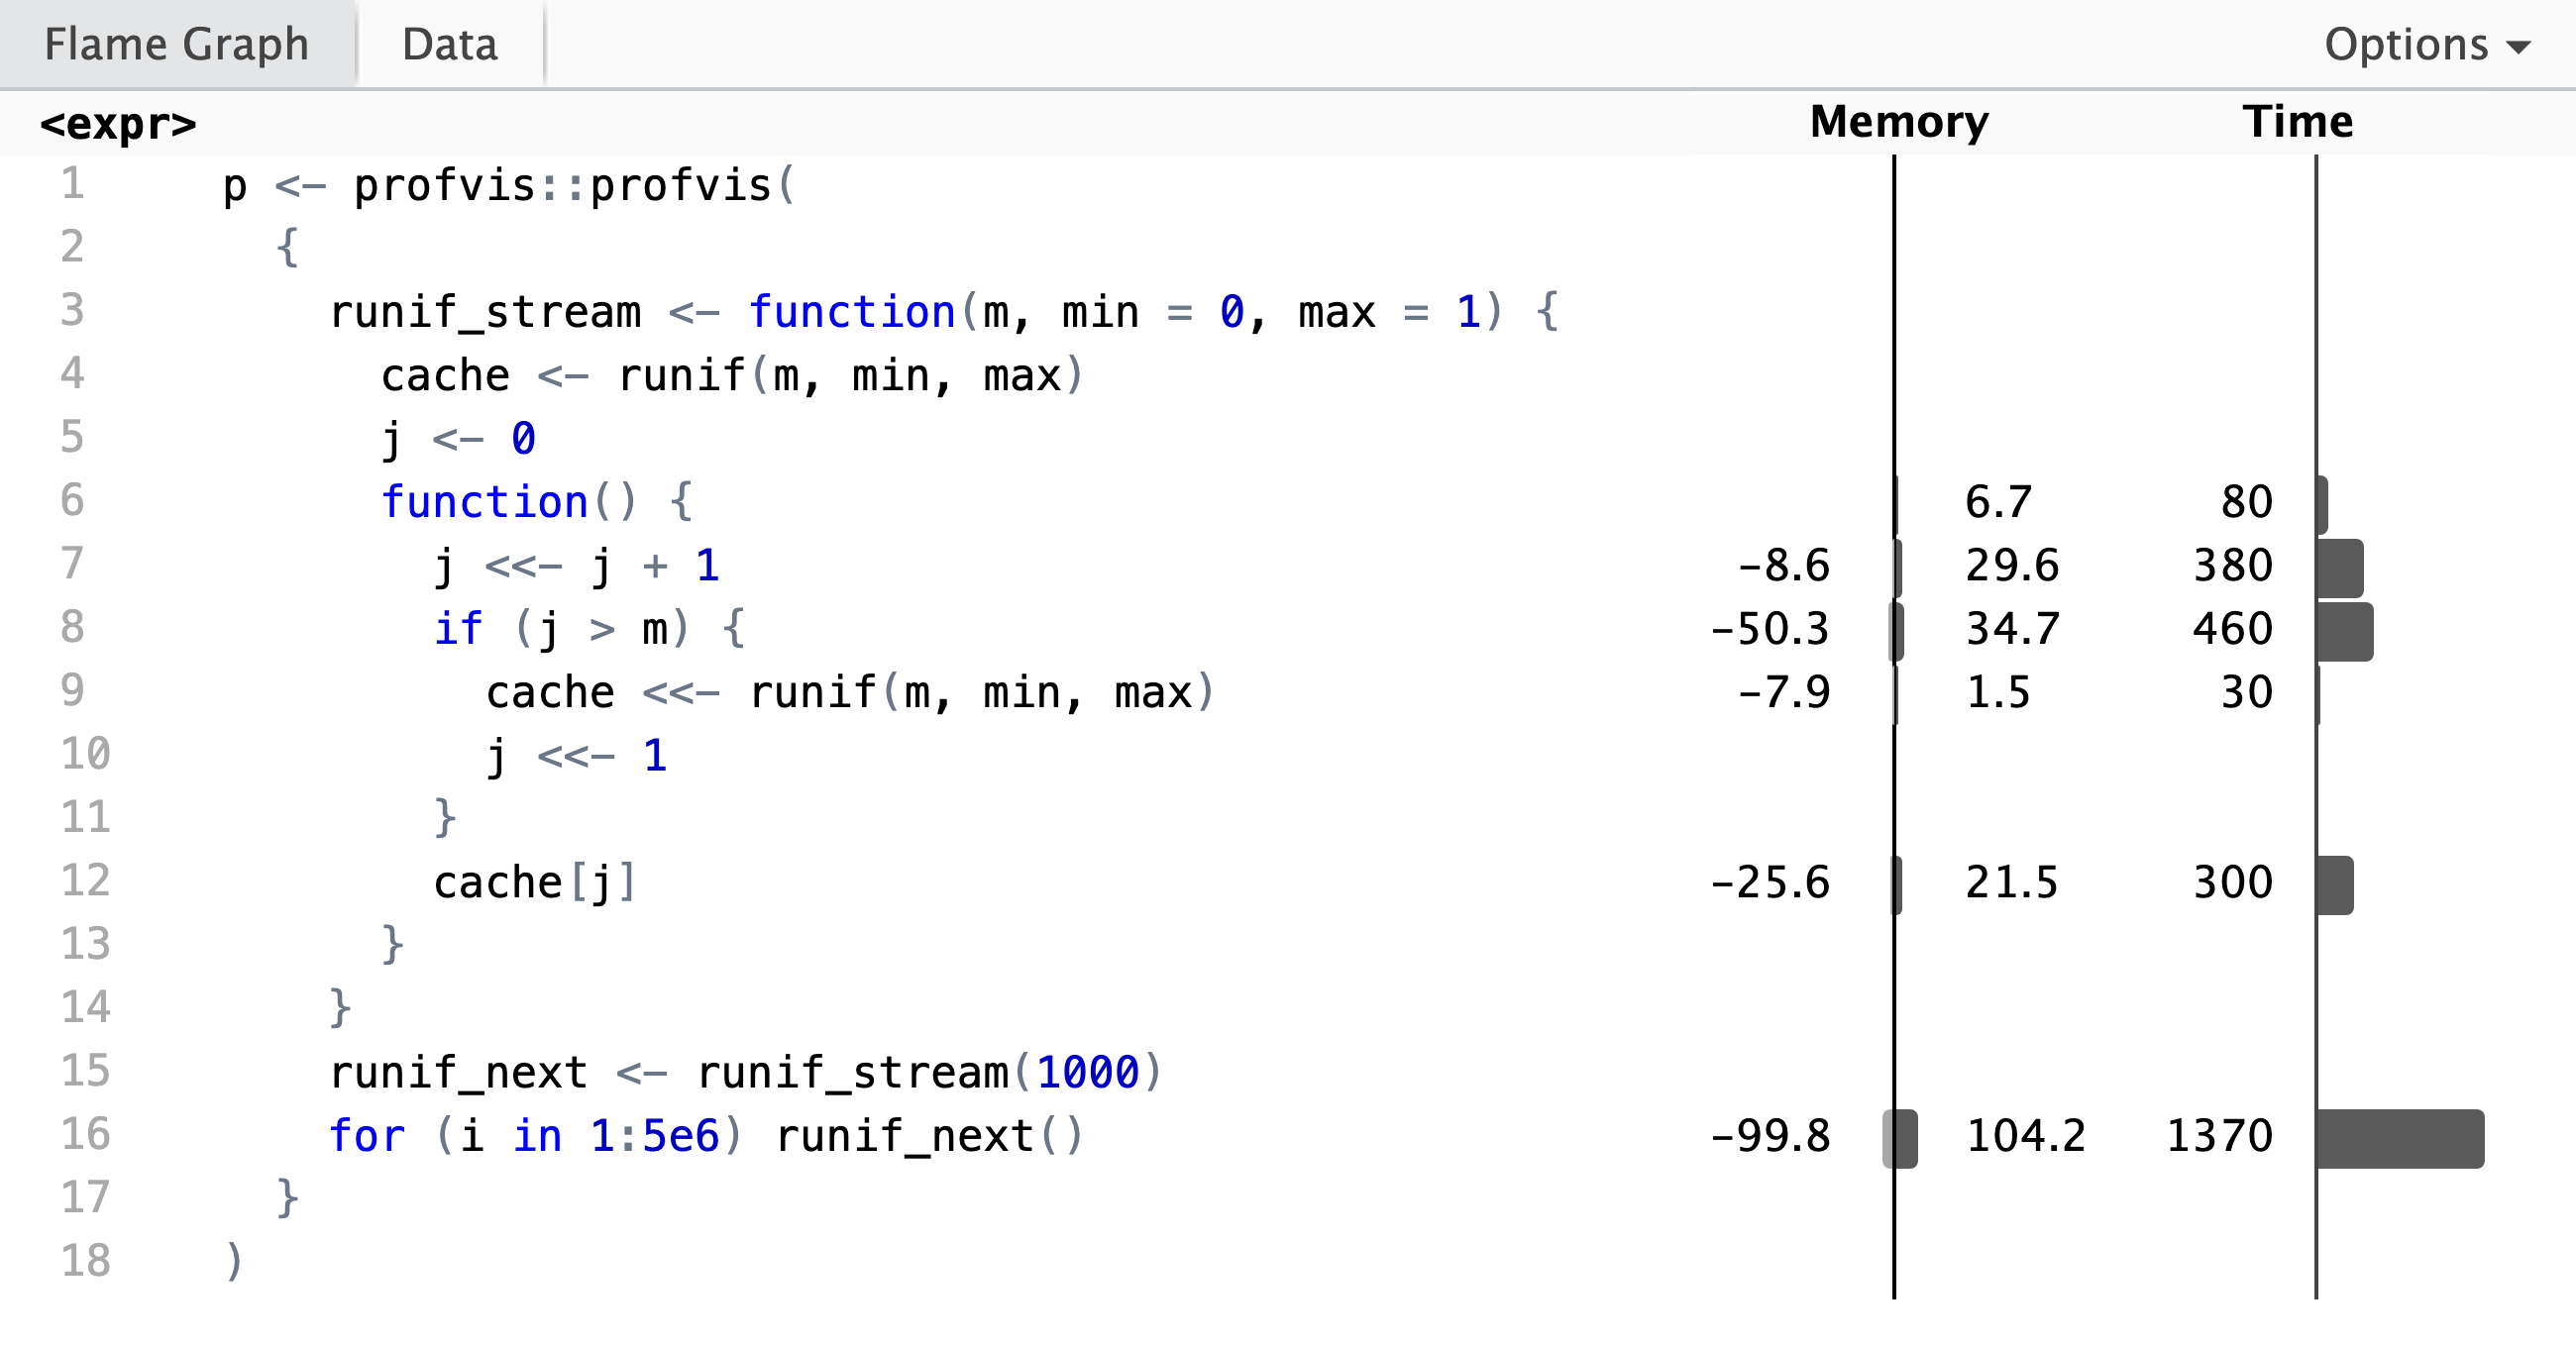 Flame Graph Data Options
<expr> Memory Time
1 p <- profvis::profvis(
2 {
3 runif_stream <- function(m, min = 0, max = 1) {
4 cache <- runif(m, min, max)
5 j <- 0
6 function() { 6.7 80
7 j <<- j + 1 -8.6 29.6 380
8 if (j > m) { -50.3 34.7 460
9 cache <<- runif(m, min, max) -7.9 1.5 30
10 j <<- 1
11 }
12 cache[j] -25.6 21.5 300
13 }
14 }
15 runif_next <- runif_stream(1000)
16 for (i in 1:5e6) runif_next() -99.8 104.2 1370
17 }
18 )